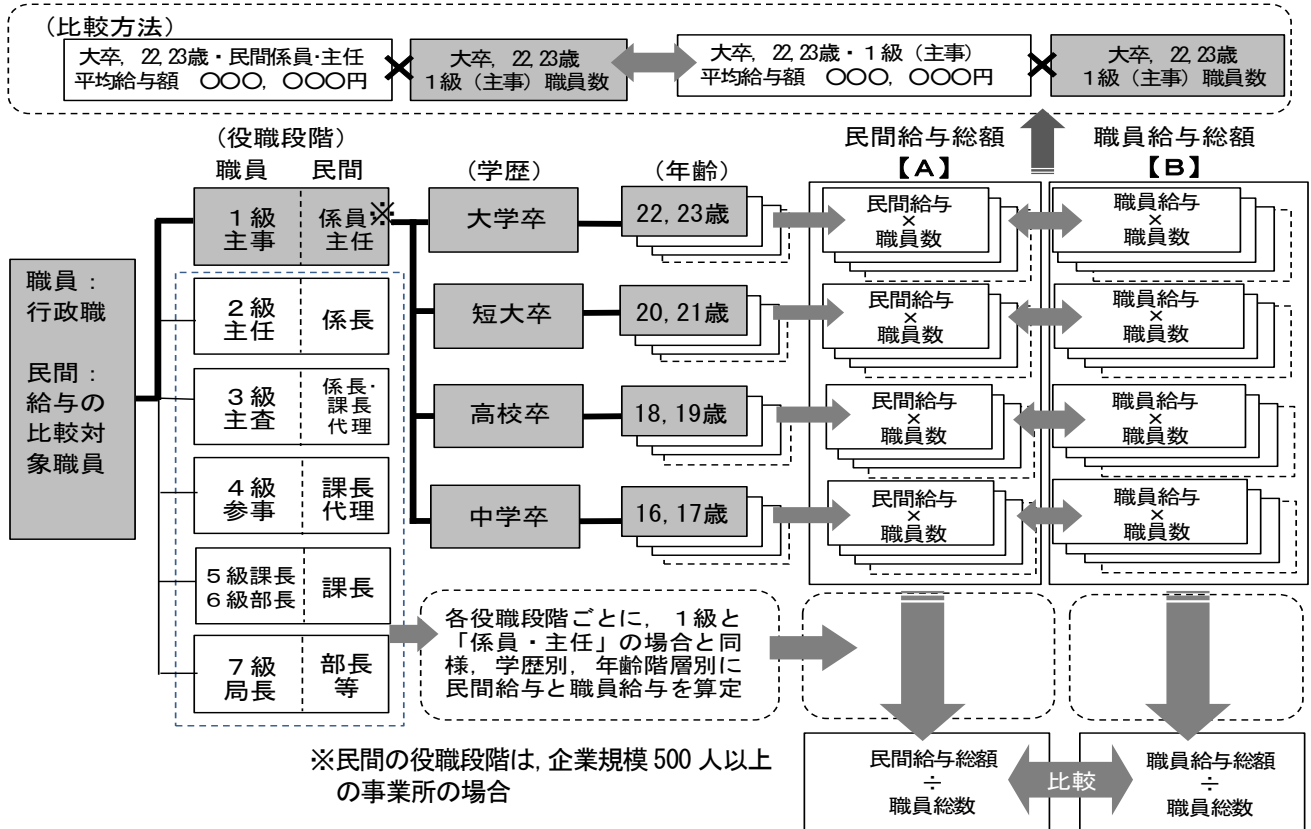 (比較方法)
大卒,22,23歳・民間係員・主任
平均給与額 ○○○,○○○円
×
大卒,22,23歳
1級(主事)職員数
大卒,22,23歳・1級(主事)
平均給与額 ○○○,○○○円
×
大卒,22,23歳
1級(主事)職員数
(役職段階)
職員 民間
(学歴)
(年齢)
民間給与総額
【A】
職員給与総額
【B】
職員:
行政職
民間:
給与の
比較対
象職員
1級
主事
係員・
主任
※
2級
主任
係長
3級
主査
係長・
課長
代理
4級
参事
課長
代理
5級課長
6級部長
課長
7級
局長
部長
等
大学卒
短大卒
高校卒
中学卒
22,23歳
20,21歳
18,19歳
16,17歳
民間給与
×
職員数
職員給与
×
職員数
民間給与
×
職員数
職員給与
×
職員数
民間給与
×
職員数
職員給与
×
職員数
民間給与
×
職員数
職員給与
×
職員数
各役職段階ごとに,1級と
「係員・主任」の場合と同
様,学歴別,年齢階層別に
民間給与と職員給与を算定
※民間の役職段階は,企業規模500人以上
の事業所の場合
民間給与総額
÷
職員総数
比較
職員給与総額
÷
職員総数